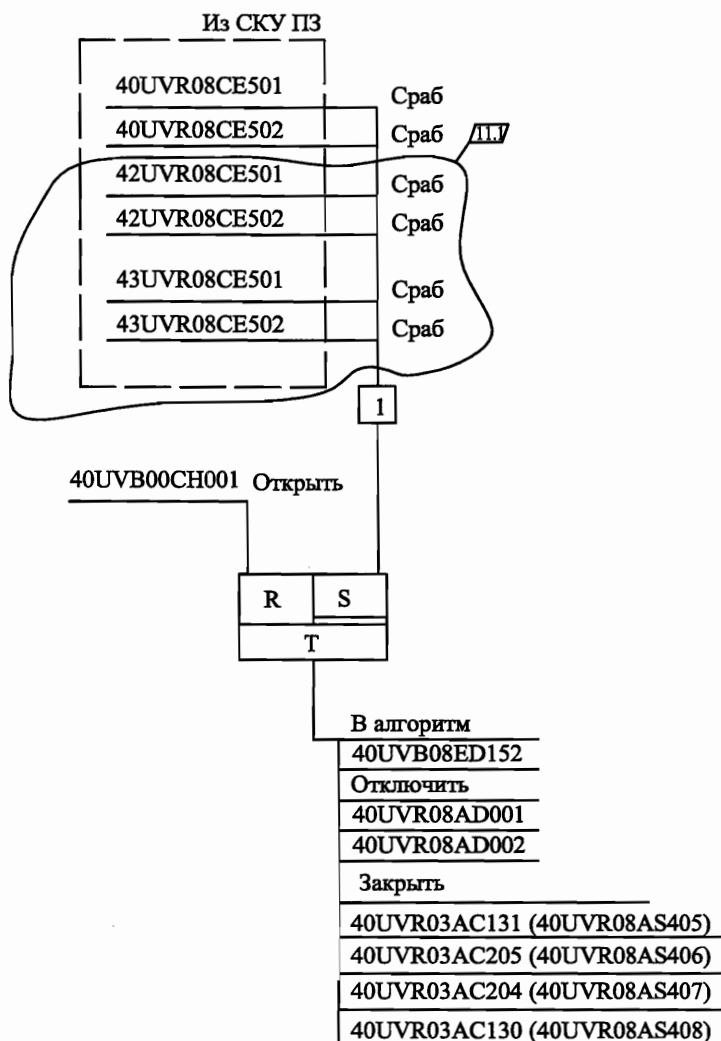 Из СКУ ПЗ
40UVR08CE501 Сраб
40UVR08CE502 Сраб 11.1
42UVR08CE501 Сраб
42UVR08CE502 Сраб
43UVR08CE501 Сраб
43UVR08CE502 Сраб
1
40UVB00CH001 Открыть
R S
T
В алгоритм
40UVB08ED152
Отключить
40UVR08AD001
40UVR08AD002
Закрыть
40UVR03AC131 (40UVR08AS405)
40UVR03AC205 (40UVR08AS406)
40UVR03AC204 (40UVR08AS407)
40UVR03AC130 (40UVR08AS408)